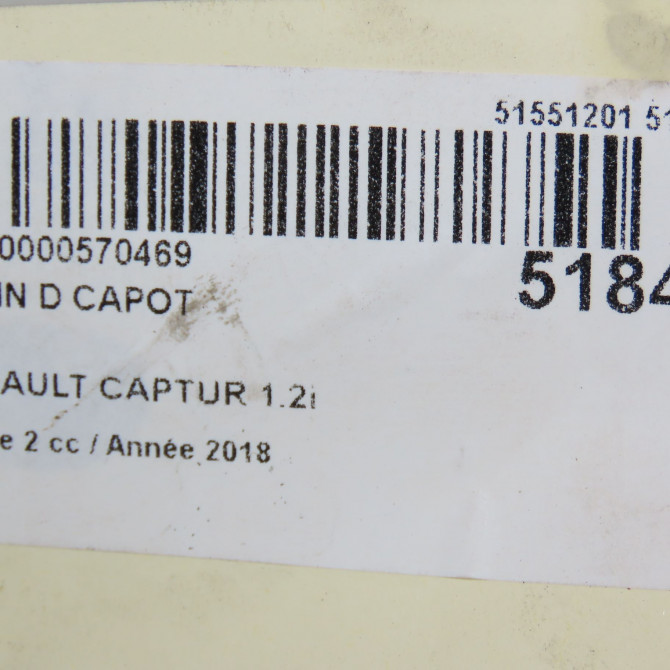 51551201 51
0000570469
IN D CAPOT
5184
AULT CAPTUR 1.2i
e 2 cc / Année 2018